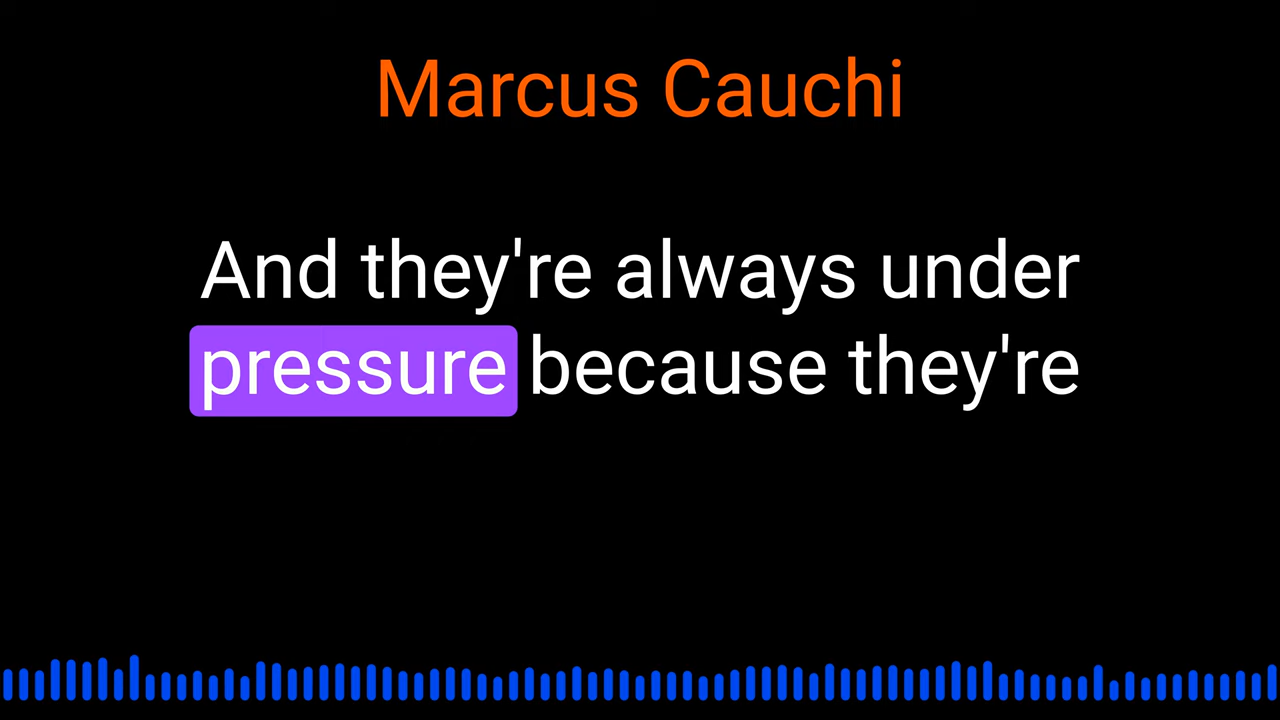 Marcus Cauchi
And they're always under
pressure because they're